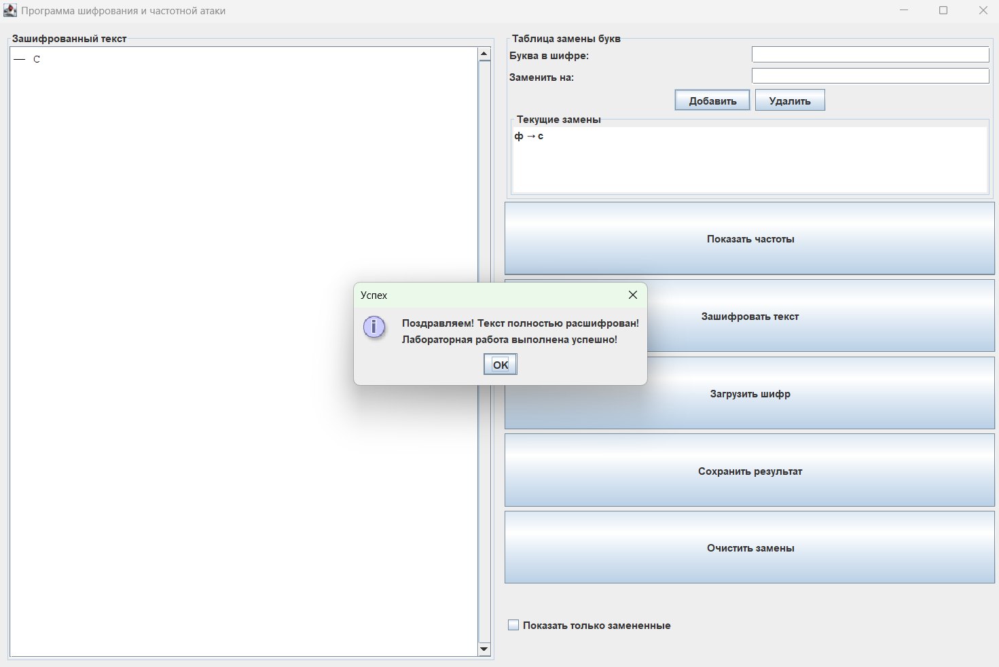 Программа шифрования и частотной атаки
Зашифрованный текст
— С
Таблица замены букв
Буква в шифре:
Заменить на:
Добавить
Удалить
Текущие замены
ф → с
Показать частоты
Зашифровать текст
Загрузить шифр
Сохранить результат
Очистить замены
Показать только замененные
Успех
Поздравляем! Текст полностью расшифрован!
Лабораторная работа выполнена успешно!
OK